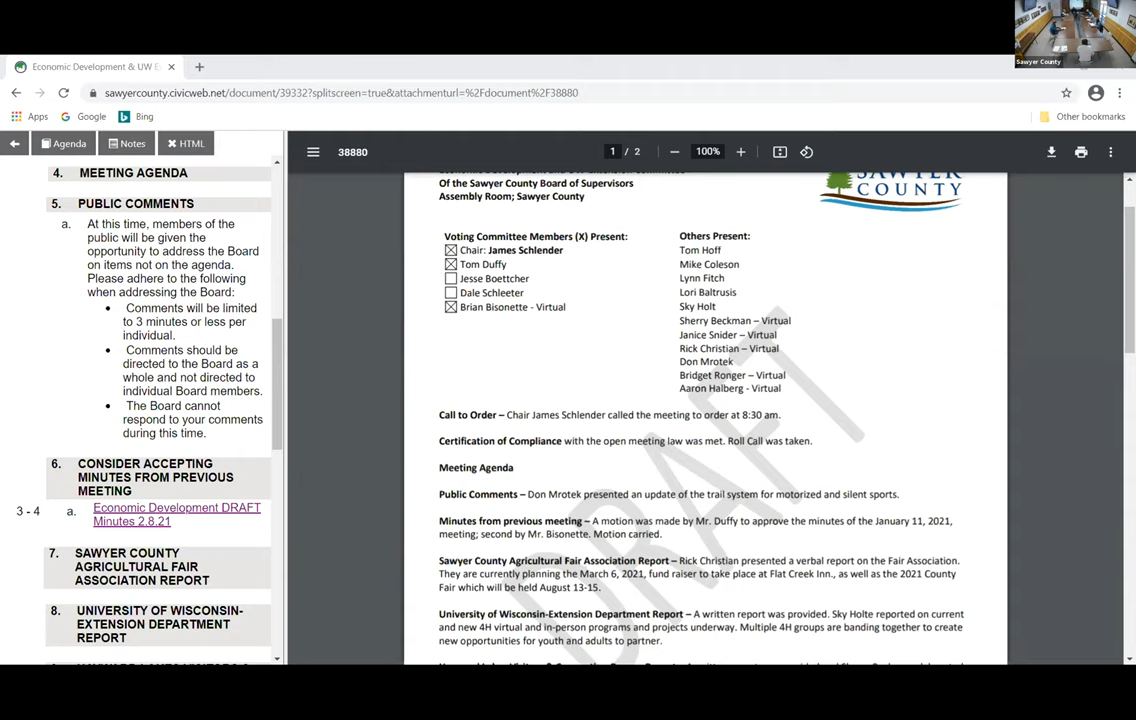 Sawyer County
Economic Development & UW E
sawyercounty.civicweb.net/document/39332?splitscreen=true&attachmenturl=%2Fdocument%2F38880
Apps Google Bing Other bookmarks
Agenda Notes HTML
38880 1 / 2 100%
4. MEETING AGENDA
5. PUBLIC COMMENTS
a. At this time, members of the
public will be given the
opportunity to address the Board
on items not on the agenda.
Please adhere to the following
when addressing the Board:
• Comments will be limited
to 3 minutes or less per
individual.
• Comments should be
directed to the Board as a
whole and not directed to
individual Board members.
• The Board cannot
respond to your comments
during this time.
6. CONSIDER ACCEPTING
MINUTES FROM PREVIOUS
MEETING
3 - 4 a. Economic Development DRAFT
Minutes 2.8.21
7. SAWYER COUNTY
AGRICULTURAL FAIR
ASSOCIATION REPORT
8. UNIVERSITY OF WISCONSIN-
EXTENSION DEPARTMENT
REPORT
Of the Sawyer County Board of Supervisors
Assembly Room; Sawyer County
SAWYER
COUNTY
Voting Committee Members (X) Present:
Chair: James Schlender
Tom Duffy
Jesse Boettcher
Dale Schleeter
Brian Bisonette - Virtual
Others Present:
Tom Hoff
Mike Coleson
Lynn Fitch
Lori Baltrusis
Sky Holt
Sherry Beckman – Virtual
Janice Snider – Virtual
Rick Christian – Virtual
Don Mrotek
Bridget Ronger – Virtual
Aaron Halberg - Virtual
Call to Order – Chair James Schlender called the meeting to order at 8:30 am.
Certification of Compliance with the open meeting law was met. Roll Call was taken.
Meeting Agenda
Public Comments – Don Mrotek presented an update of the trail system for motorized and silent sports.
Minutes from previous meeting – A motion was made by Mr. Duffy to approve the minutes of the January 11, 2021,
meeting; second by Mr. Bisonette. Motion carried.
Sawyer County Agricultural Fair Association Report – Rick Christian presented a verbal report on the Fair Association.
They are currently planning the March 6, 2021, fund raiser to take place at Flat Creek Inn., as well as the 2021 County
Fair which will be held August 13-15.
University of Wisconsin-Extension Department Report – A written report was provided. Sky Holte reported on current
and new 4H virtual and in-person programs and projects underway. Multiple 4H groups are banding together to create
new opportunities for youth and adults to partner.
DRAFT